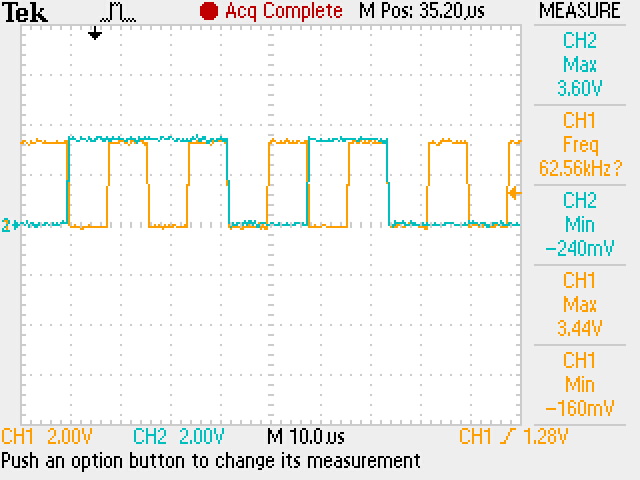 Tek Acq Complete M Pos: 35.20µs MEASURE
CH2
Max
3.60V
CH1
Freq
62.56kHz?
2
CH2
Min
-240mV
CH1
Max
3.44V
CH1
Min
-160mV
CH1 2.00V CH2 2.00V M 10.0µs CH1 1.28V
Push an option button to change its measurement